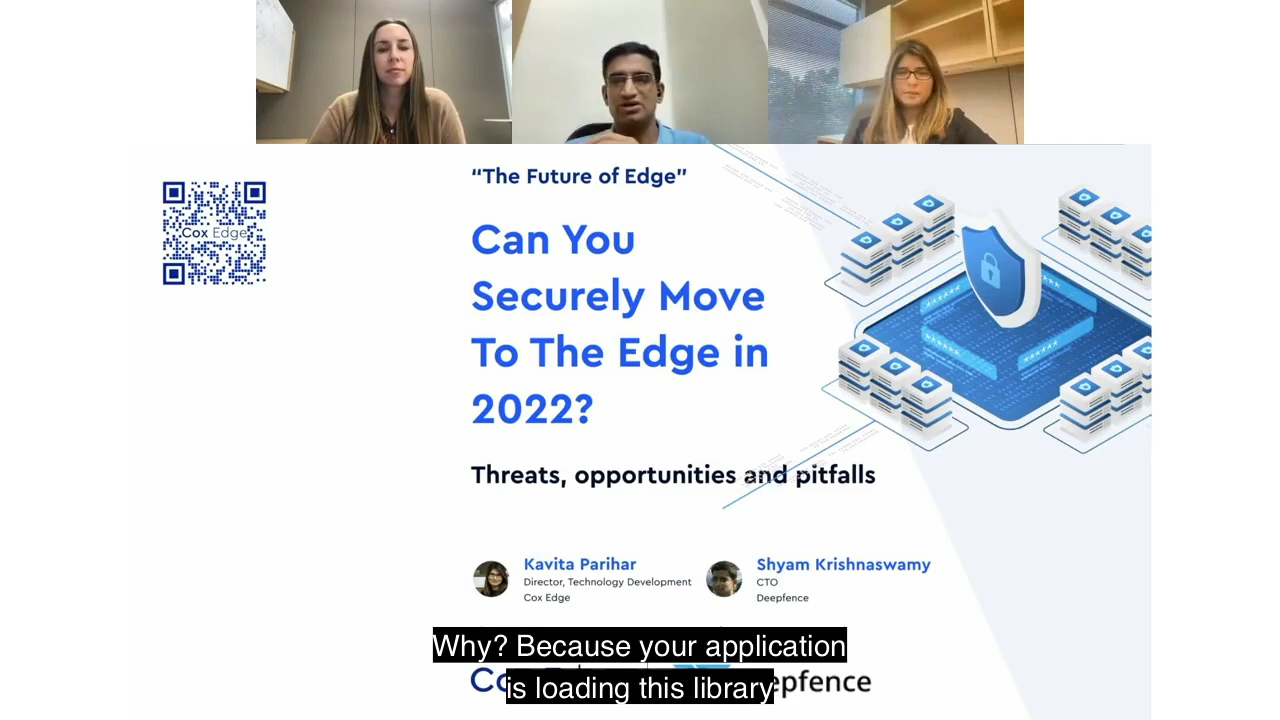 “The Future of Edge”
Cox Edge
Can You
Securely Move
To The Edge in
2022?
Threats, opportunities and pitfalls
Kavita Parihar
Director, Technology Development
Cox Edge
Shyam Krishnaswamy
CTO
Deepfence
Why? Because your application
is loading this library